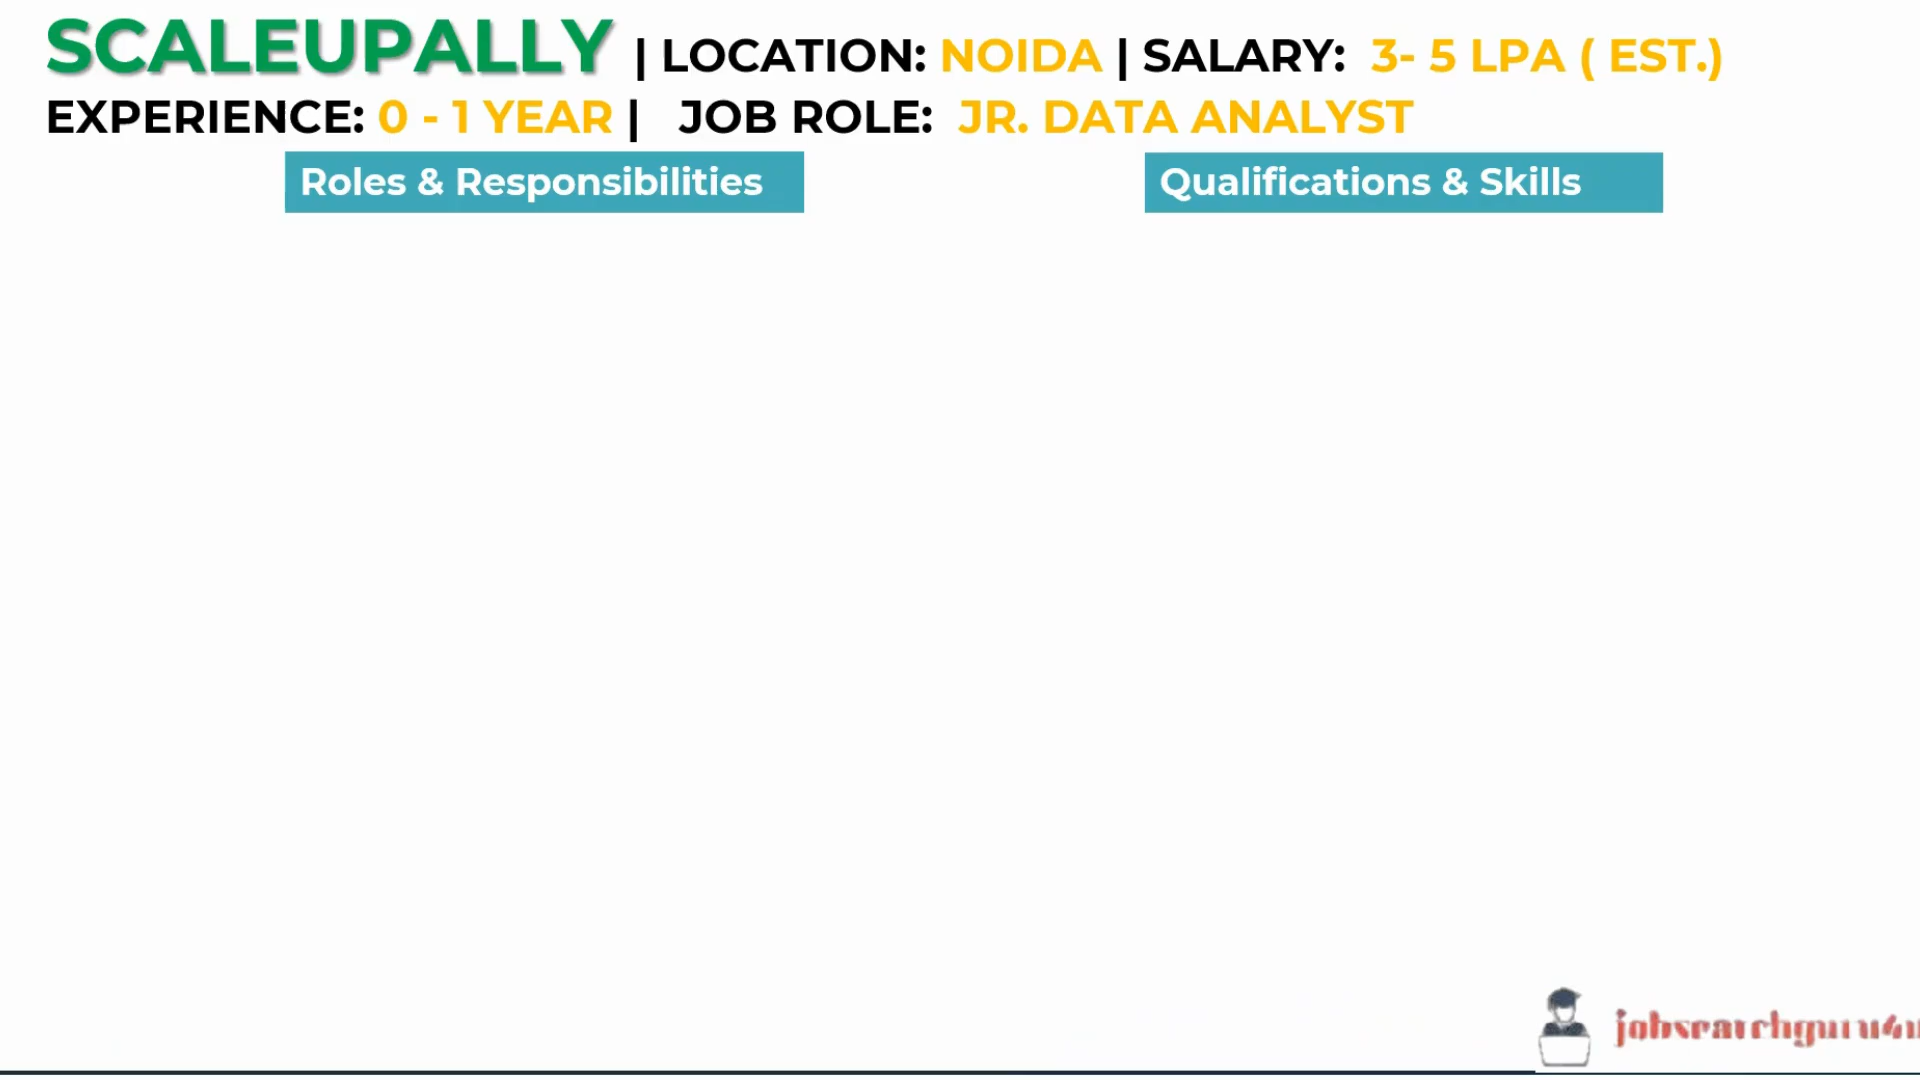 SCALEUPALLY | LOCATION: NOIDA | SALARY: 3- 5 LPA ( EST.)
EXPERIENCE: 0 - 1 YEAR | JOB ROLE: JR. DATA ANALYST
Roles & Responsibilities
Qualifications & Skills